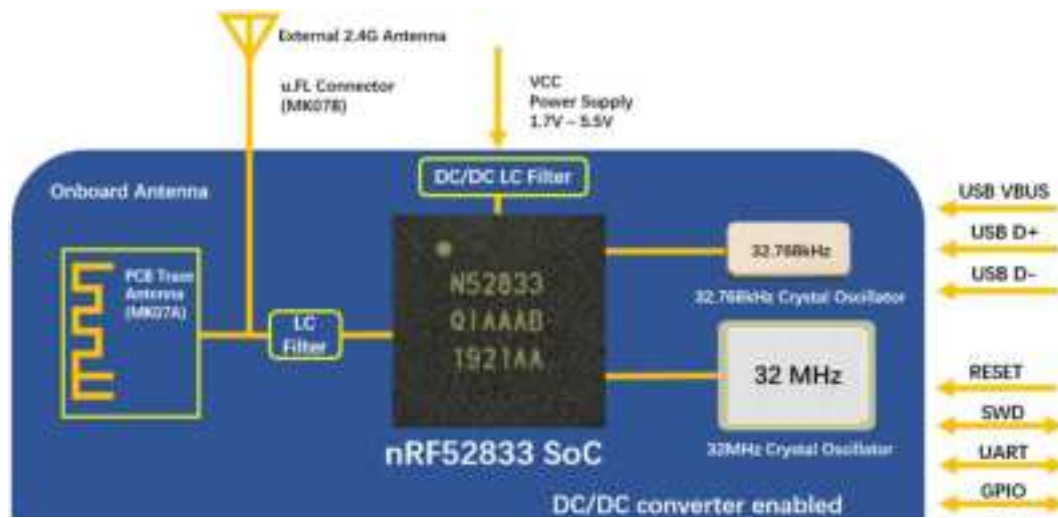 External 2.4G Antenna
u.FL Connector
(MK07B)
VCC
Power Supply
1.7V – 5.5V
DC/DC LC Filter
Onboard Antenna
PCB Trace
Antenna
(MK07A)
LC
Filter
N52833
QIAAAB
1921AA
nRF52833 SoC
32.768kHz
32.768kHz Crystal Oscillator
32 MHz
32MHz Crystal Oscillator
DC/DC converter enabled
USB VBUS
USB D+
USB D-
RESET
SWD
UART
GPIO